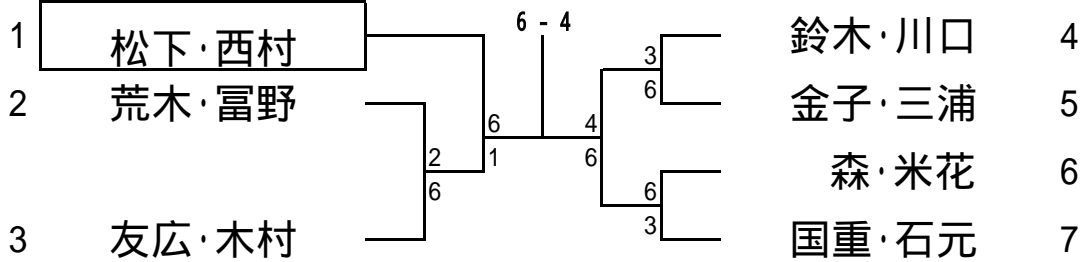 1 松下・西村
2 荒木・冨野
3 友広・木村
2
6
6
1
6 - 4
4
6
3
6
6
3
鈴木・川口 4
金子・三浦 5
森・米花 6
国重・石元 7